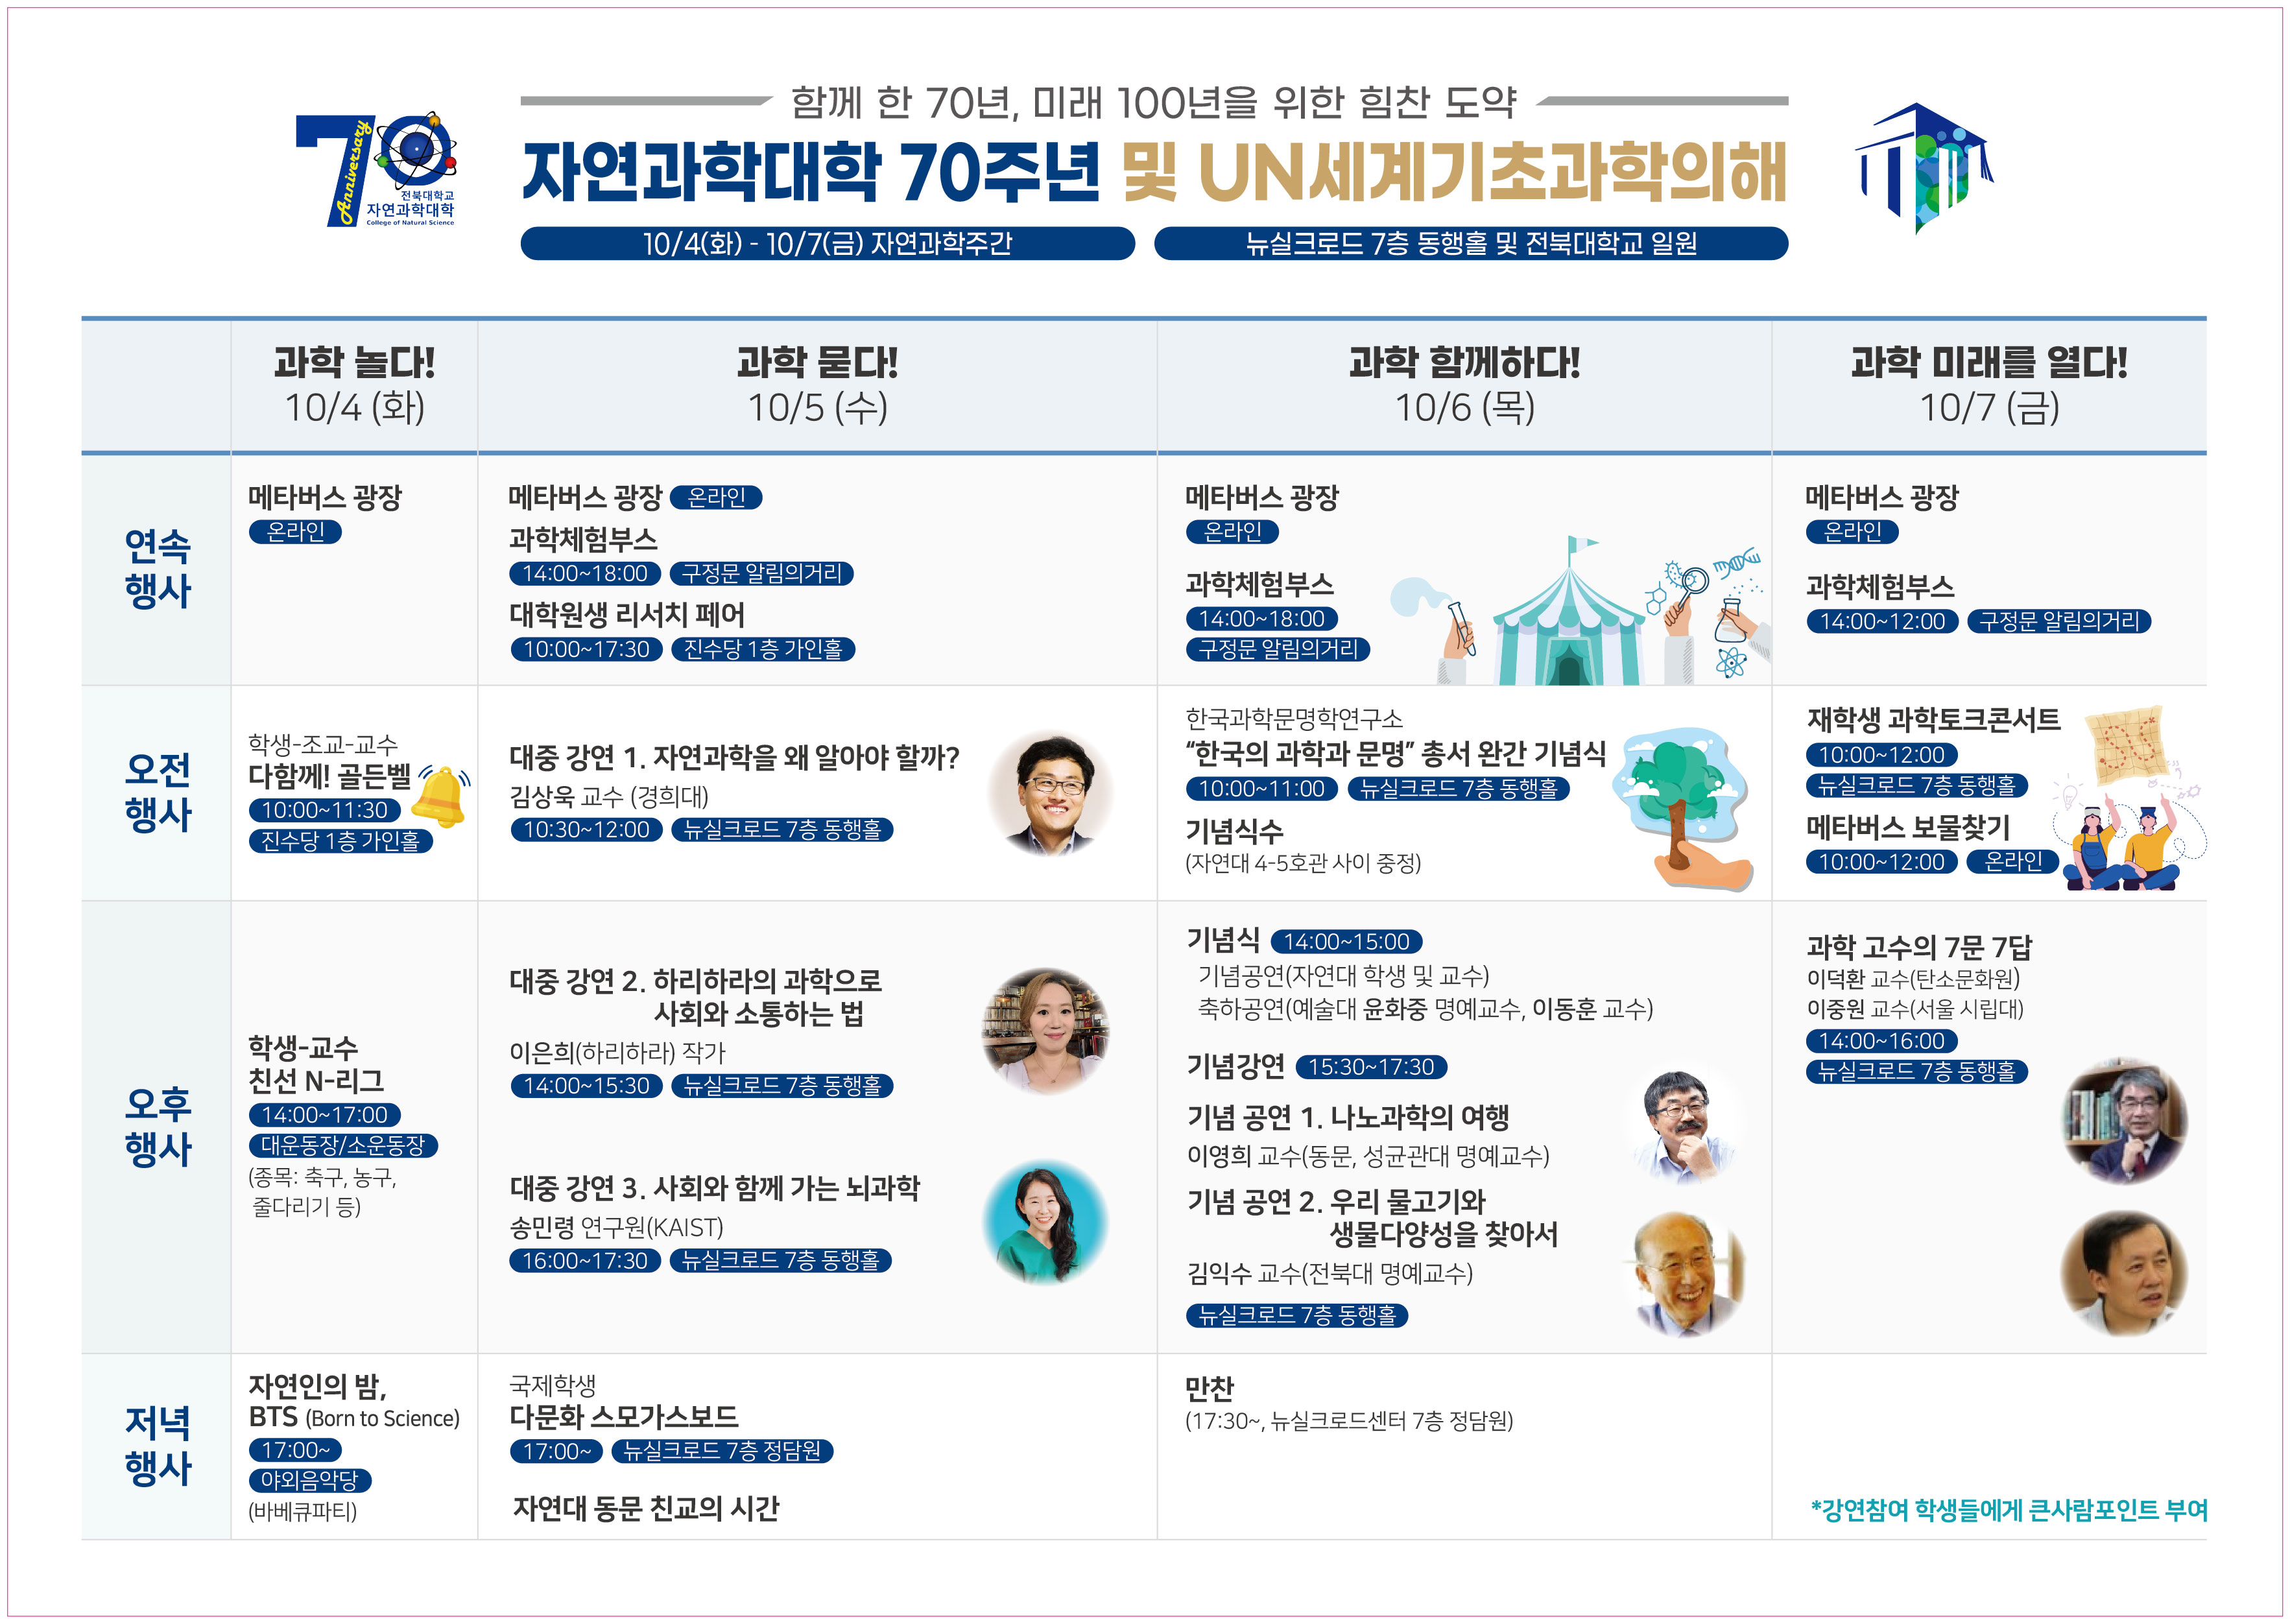 함께 한 70년, 미래 100년을 위한 힘찬 도약
70
Anniversary
전북대학교
자연과학대학
College of Natural Science
자연과학대학 70주년 및 UN세계기초과학의해
10/4(화) - 10/7(금) 자연과학주간
뉴실크로드 7층 동행홀 및 전북대학교 일원
과학 놀다!
10/4 (화)
과학 묻다!
10/5 (수)
과학 함께하다!
10/6 (목)
과학 미래를 열다!
10/7 (금)
연속
행사
메타버스 광장
온라인
메타버스 광장 온라인
과학체험부스
14:00~18:00 구정문 알림의거리
대학원생 리서치 페어
10:00~17:30 진수당 1층 가인홀
메타버스 광장
온라인
과학체험부스
14:00~18:00
구정문 알림의거리
메타버스 광장
온라인
과학체험부스
14:00~12:00 구정문 알림의거리
오전
행사
학생-조교-교수
다함께! 골든벨
10:00~11:30
진수당 1층 가인홀
대중 강연 1. 자연과학을 왜 알아야 할까?
김상욱 교수 (경희대)
10:30~12:00 뉴실크로드 7층 동행홀
한국과학문명학연구소
“한국의 과학과 문명” 총서 완간 기념식
10:00~11:00 뉴실크로드 7층 동행홀
기념식수
(자연대 4-5호관 사이 중정)
재학생 과학토크콘서트
10:00~12:00
뉴실크로드 7층 동행홀
메타버스 보물찾기
10:00~12:00 온라인
오후
행사
학생-교수
친선 N-리그
14:00~17:00
대운동장/소운동장
(종목: 축구, 농구,
줄다리기 등)
대중 강연 2. 하리하라의 과학으로
사회와 소통하는 법
이은희(하리하라) 작가
14:00~15:30 뉴실크로드 7층 동행홀
대중 강연 3. 사회와 함께 가는 뇌과학
송민령 연구원(KAIST)
16:00~17:30 뉴실크로드 7층 동행홀
기념식 14:00~15:00
기념공연(자연대 학생 및 교수)
축하공연(예술대 윤화중 명예교수, 이동훈 교수)
기념강연 15:30~17:30
기념 공연 1. 나노과학의 여행
이영희 교수(동문, 성균관대 명예교수)
기념 공연 2. 우리 물고기와
생물다양성을 찾아서
김익수 교수(전북대 명예교수)
뉴실크로드 7층 동행홀
과학 고수의 7문 7답
이덕환 교수(탄소문화원)
이중원 교수(서울 시립대)
14:00~16:00
뉴실크로드 7층 동행홀
저녁
행사
자연인의 밤,
BTS (Born to Science)
17:00~
야외음악당
(바베큐파티)
국제학생
다문화 스모가스보드
17:00~ 뉴실크로드 7층 정담원
자연대 동문 친교의 시간
만찬
(17:30~, 뉴실크로드센터 7층 정담원)
*강연참여 학생들에게 큰사람포인트 부여